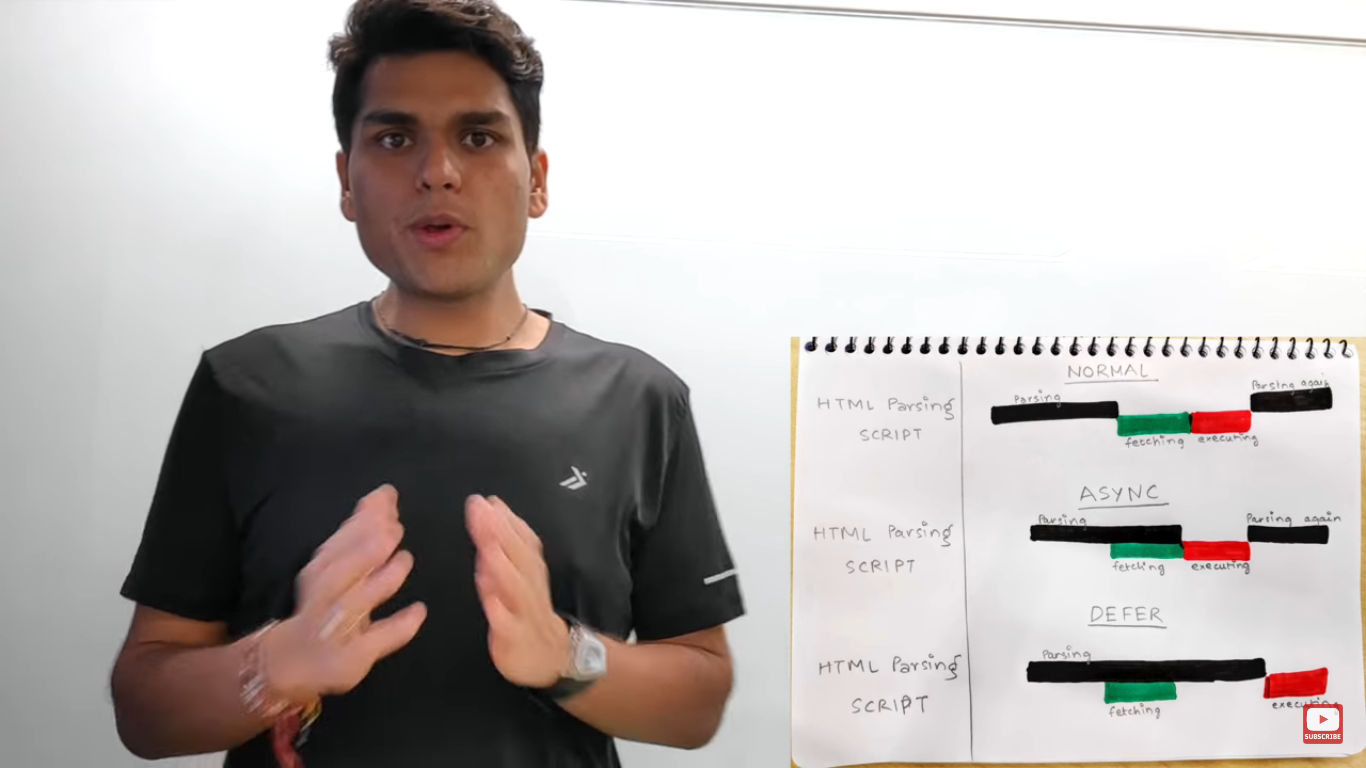 NORMAL
HTML Parsing
SCRIPT
Parsing
fetching
executing
Parsing again
ASYNC
HTML Parsing
SCRIPT
Parsing
fetching
executing
Parsing again
DEFER
HTML Parsing
SCRIPT
Parsing
fetching
executing
SUBSCRIBE